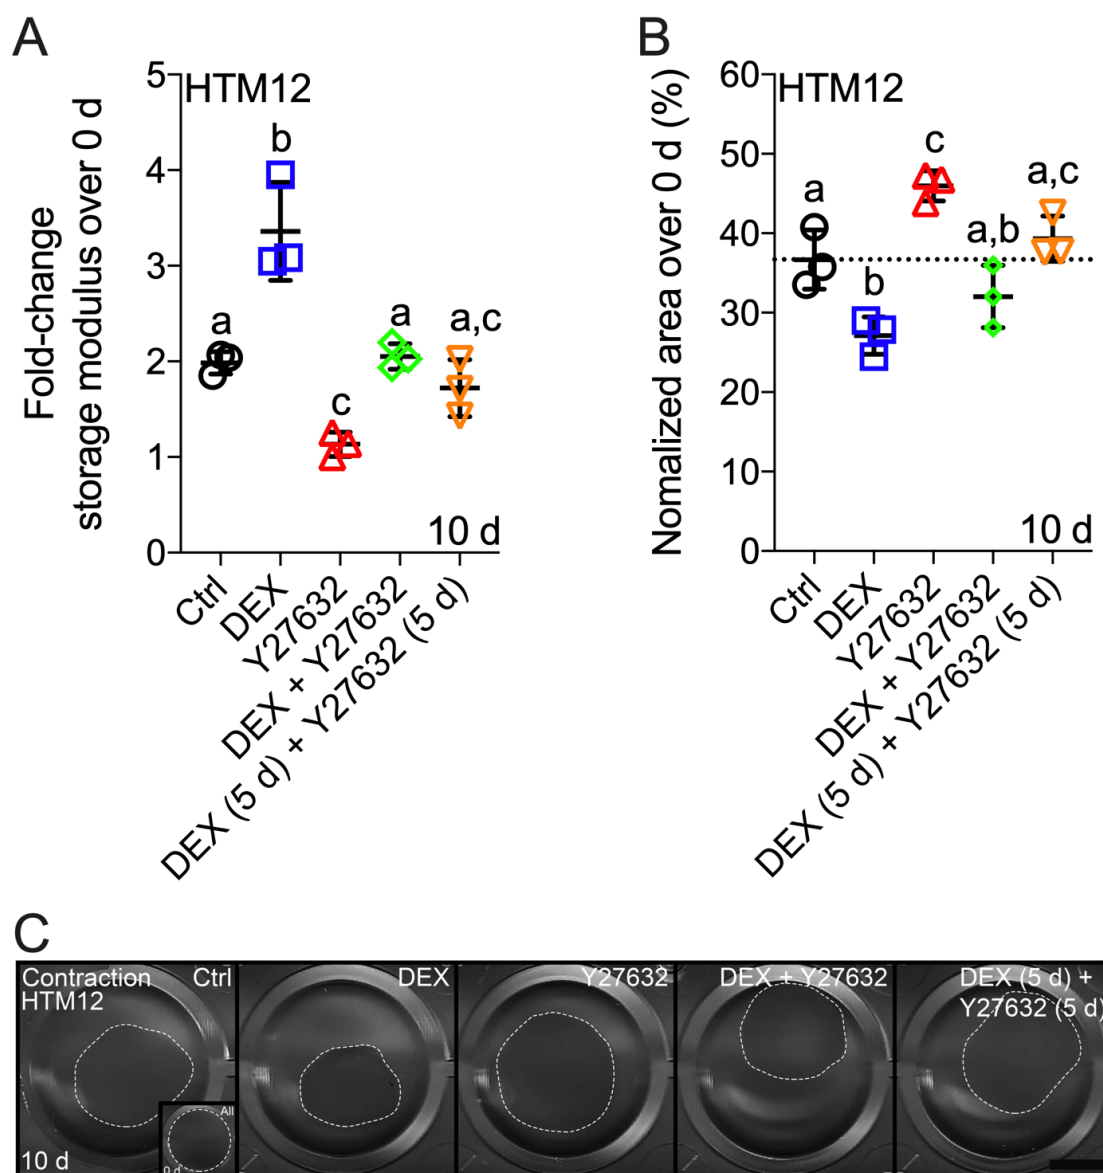 A
HTM12
Fold-change
storage modulus over 0 d
5
4
3
2
1
0
a
b
c
a
a,c
10 d
Ctrl
DEX
Y27632
DEX + Y27632
DEX (5 d) + Y27632 (5 d)
B
HTM12
Nomalized area over 0 d (%)
60
50
40
30
20
10
0
a
b
c
a,b
a,c
10 d
Ctrl
DEX
Y27632
DEX + Y27632
DEX (5 d) + Y27632 (5 d)
C
Contraction
HTM12
Ctrl
10 d
All
0 d
DEX
Y27632
DEX + Y27632
DEX (5 d) +
Y27632 (5 d)